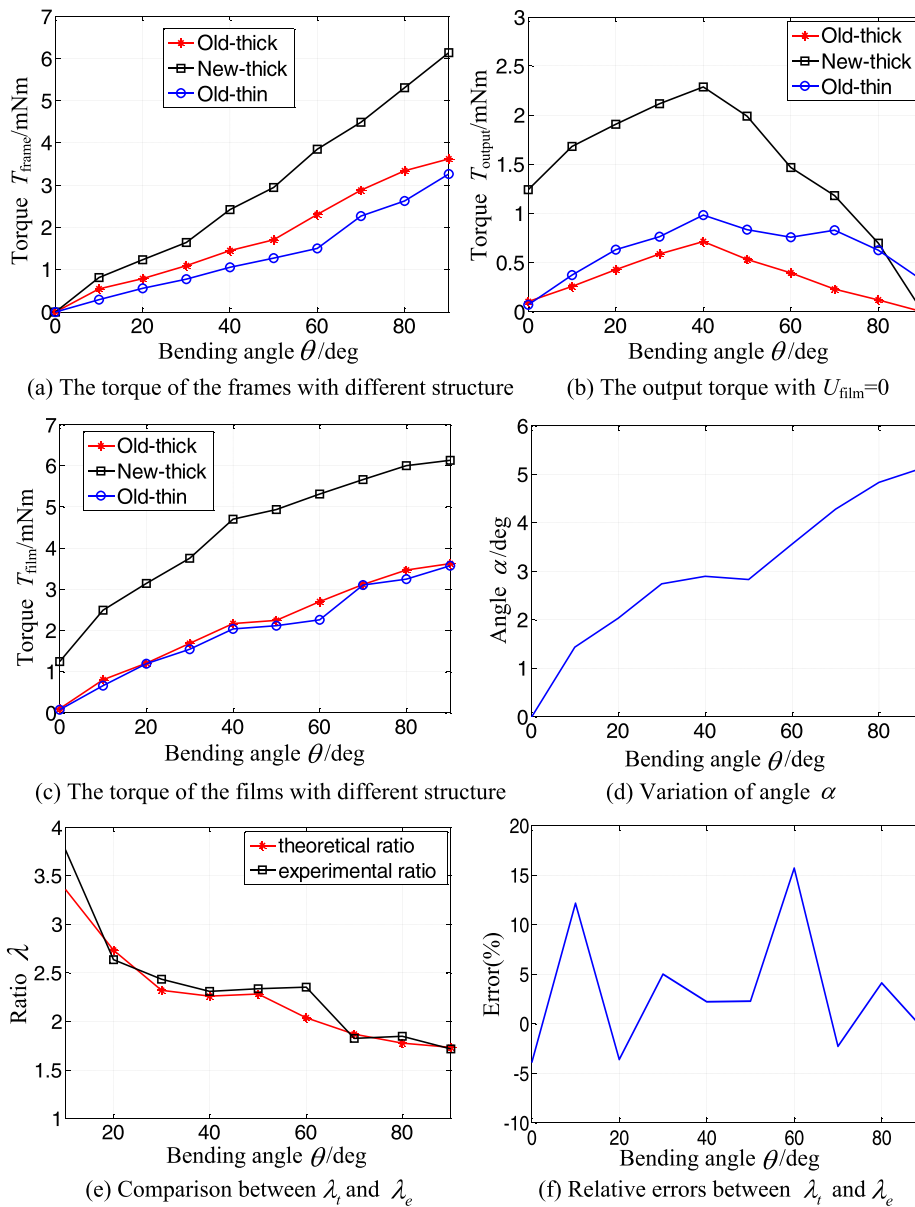 Torque T_frame/mNm
7
6
5
4
3
2
1
0
Old-thick
New-thick
Old-thin
0 20 40 60 80
Bending angle θ/deg
(a) The torque of the frames with different structure
Torque T_output/mNm
3
2.5
2
1.5
1
0.5
0
Old-thick
New-thick
Old-thin
0 20 40 60 80
Bending angle θ/deg
(b) The output torque with U_film=0
Torque T_film/mNm
7
6
5
4
3
2
1
0
Old-thick
New-thick
Old-thin
0 20 40 60 80
Bending angle θ/deg
(c) The torque of the films with different structure
Angle α/deg
6
5
4
3
2
1
0
0 20 40 60 80
Bending angle θ/deg
(d) Variation of angle α
Ratio λ
4
3.5
3
2.5
2
1.5
1
theoretical ratio
experimental ratio
20 40 60 80
Bending angle θ/deg
(e) Comparison between λ_t and λ_e
Error(%)
20
15
10
5
0
-5
-10
0 20 40 60 80
Bending angle θ/deg
(f) Relative errors between λ_t and λ_e